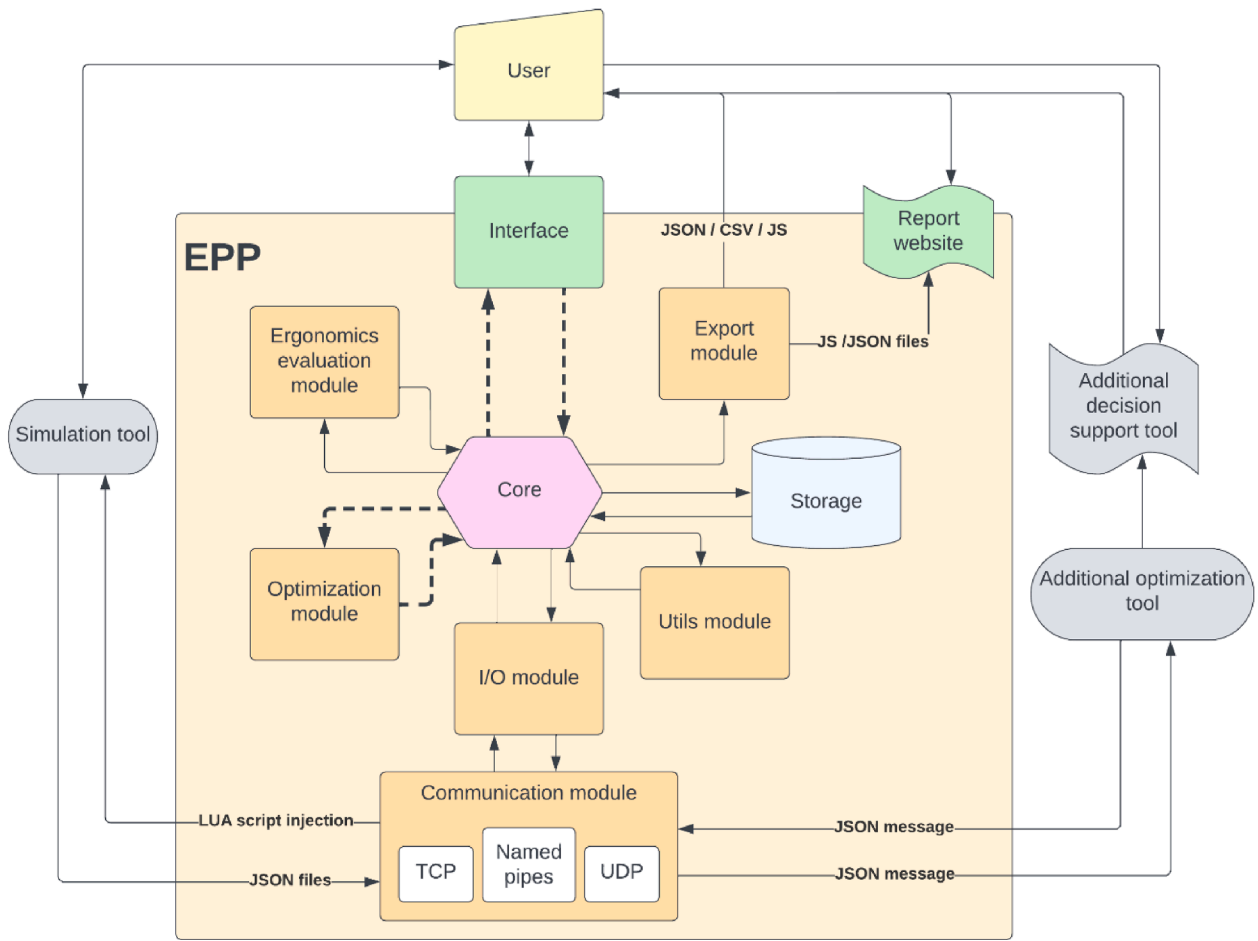 User
Interface
Report
website
JSON / CSV / JS
EPP
Ergonomics
evaluation
module
Export
module
JS /JSON files
Additional
decision
support tool
Simulation tool
Core
Storage
Optimization
module
Utils module
Additional optimization
tool
I/O module
Communication module
LUA script injection
JSON message
TCP
Named
pipes
UDP
JSON files
JSON message